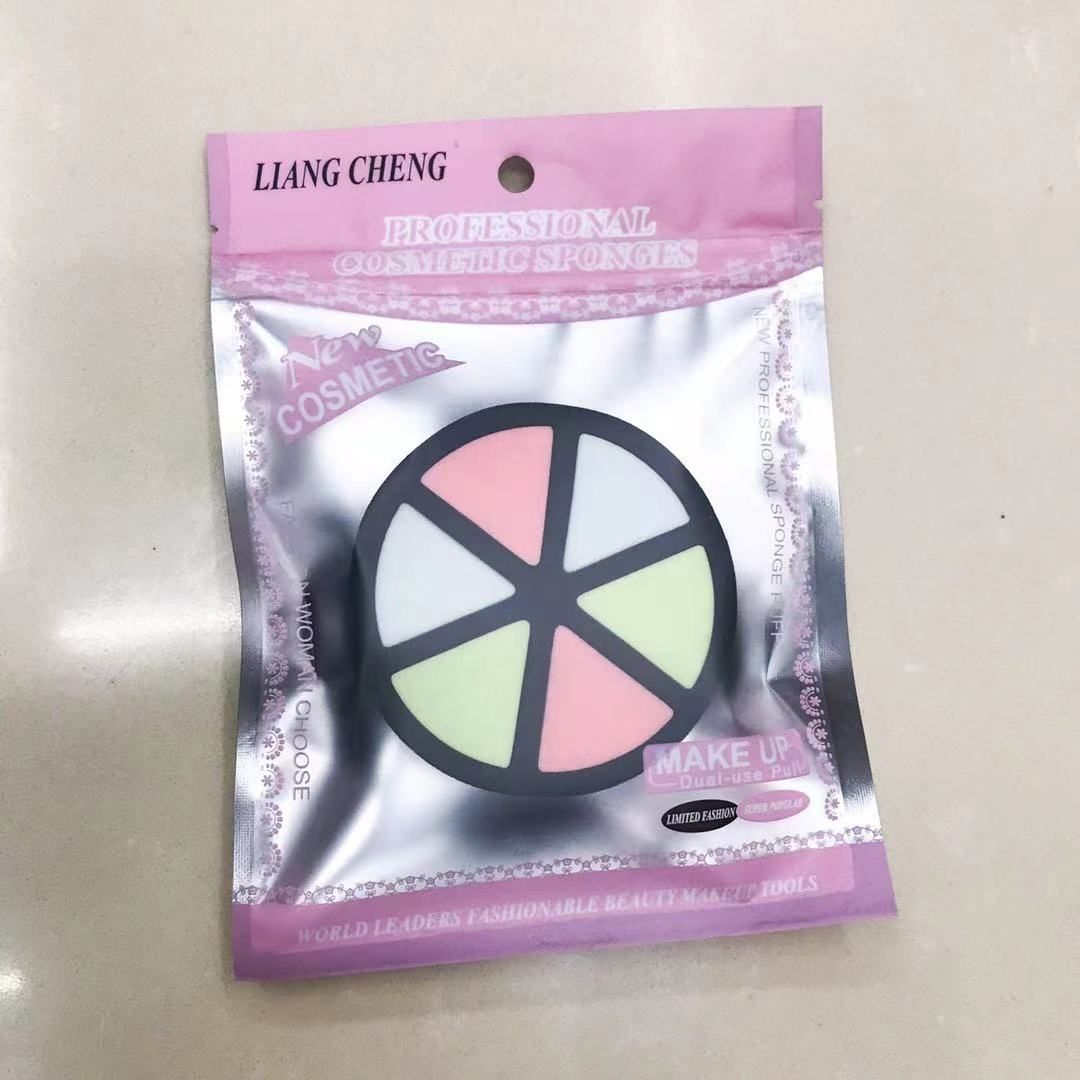 LIANG CHENG
PROFESSIONAL
COSMETIC SPONGES
New
COSMETIC
NEW PROFESSIONAL SPONGE PUFF
WOMAN CHOOSE
MAKE UP
Dual-use
LIMITED FASHION
SUPER POPULAR
WORLD LEADERS FASHIONABLE BEAUTY MAKEUP TOOLS